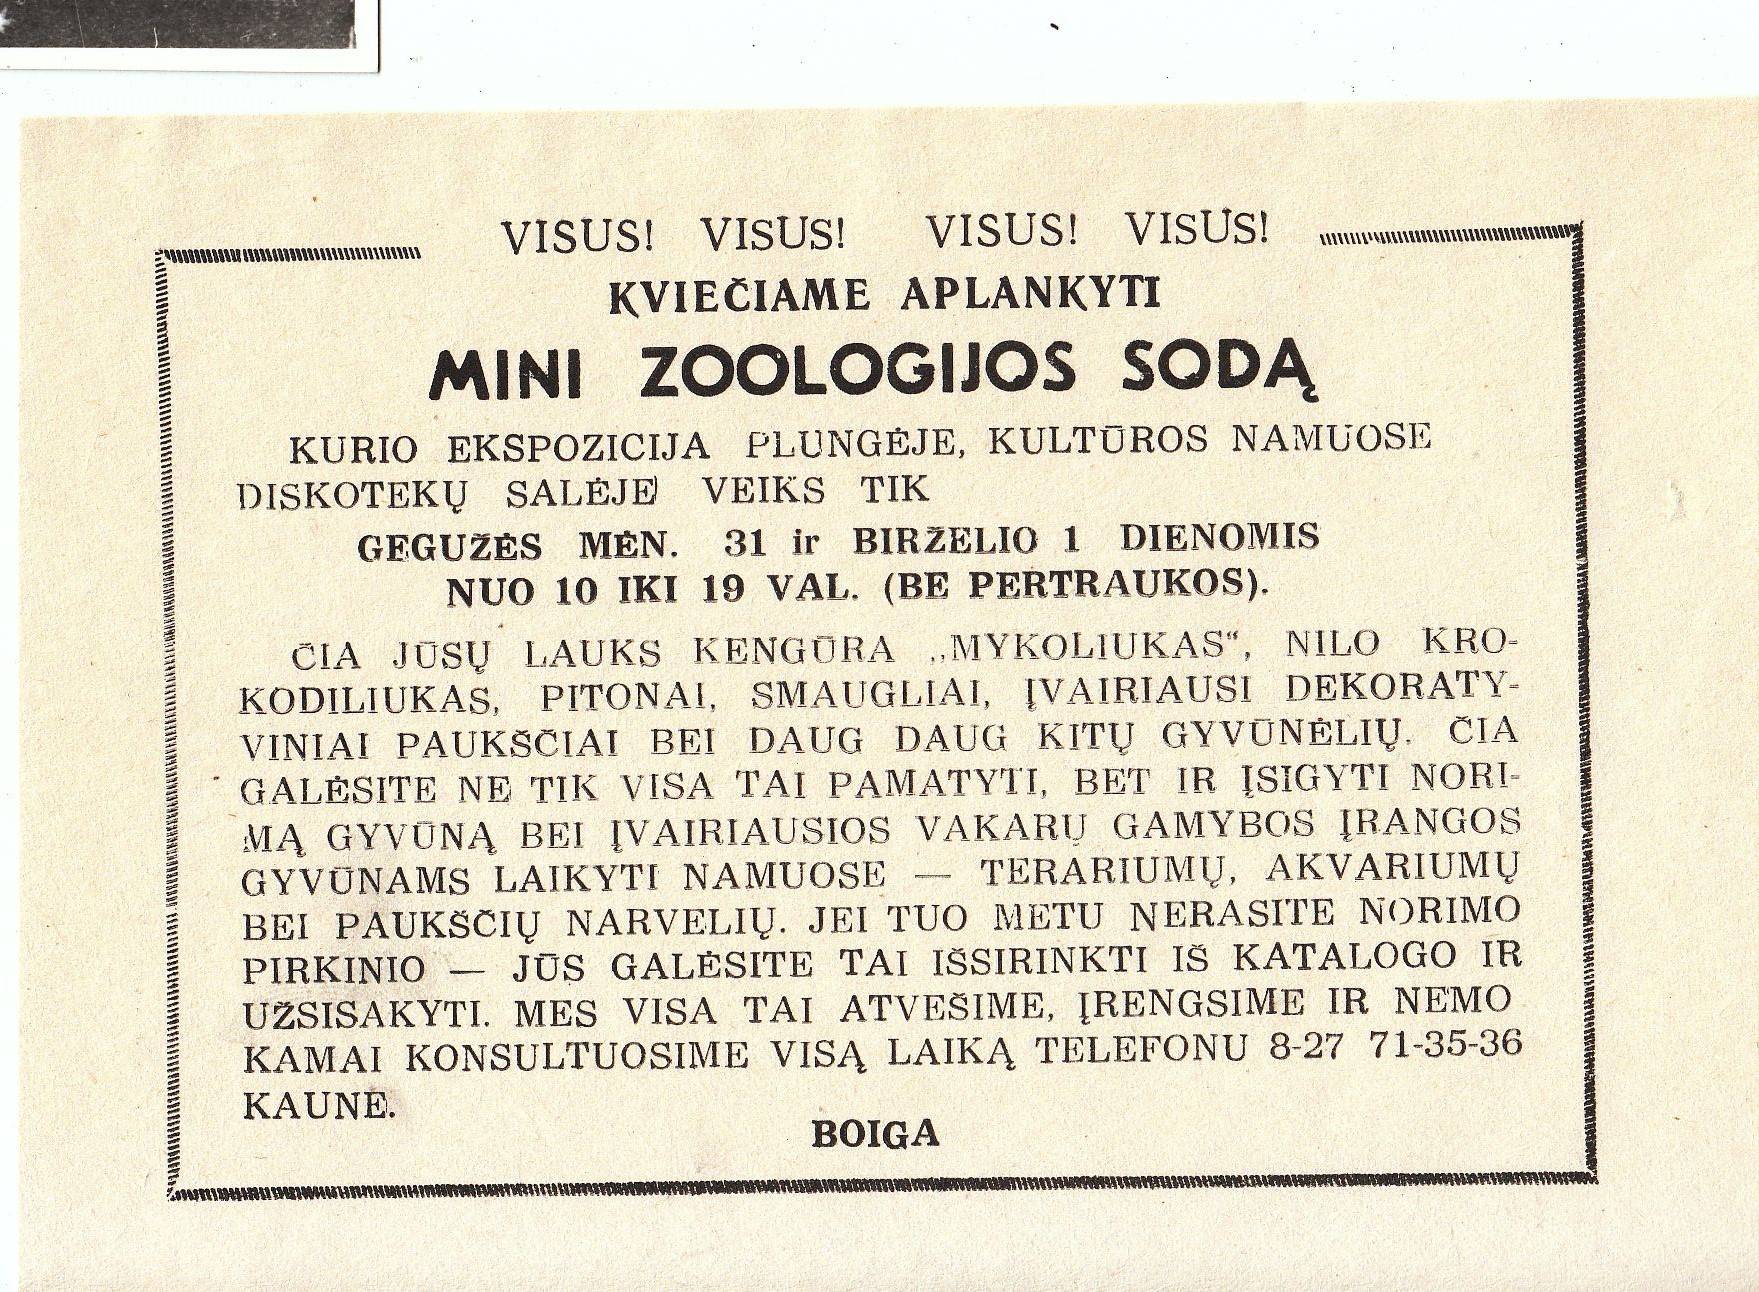 VISUS! VISUS! VISUS! VISUS!
KVIEČIAME APLANKYTI
MINI ZOOLOGIJOS SODĄ
KURIO EKSPOZICIJA PLUNGĖJE, KULTŪROS NAMUOSE
DISKOTEKŲ SALĖJE VEIKS TIK
GEGUŽĖS MĖN. 31 ir BIRŽELIO 1 DIENOMIS
NUO 10 IKI 19 VAL. (BE PERTRAUKOS).
ČIA JŪSŲ LAUKS KENGŪRA „MYKOLIUKAS“, NILO KRO-
KODILIUKAS, PITONAI, SMAUGLIAI, ĮVAIRIAUSI DEKORATY-
VINIAI PAUKŠČIAI BEI DAUG DAUG KITŲ GYVŪNĖLIŲ. ČIA
GALĖSITE NE TIK VISA TAI PAMATYTI, BET IR ĮSIGYTI NORI-
MĄ GYVŪNĄ BEI ĮVAIRIAUSIOS VAKARŲ GAMYBOS ĮRANGOS
GYVŪNAMS LAIKYTI NAMUOSE — TERARIUMŲ, AKVARIUMŲ
BEI PAUKŠČIŲ NARVELIŲ. JEI TUO METU NERASITE NORIMO
PIRKINIO — JŪS GALĖSITE TAI IŠSIRINKTI IŠ KATALOGO IR
UŽSISAKYTI. MES VISA TAI ATVEŠIME, ĮRENGSIME IR NEMO
KAMAI KONSULTUOSIME VISĄ LAIKĄ TELEFONU 8-27 71-35-36
KAUNE.
BOIGA